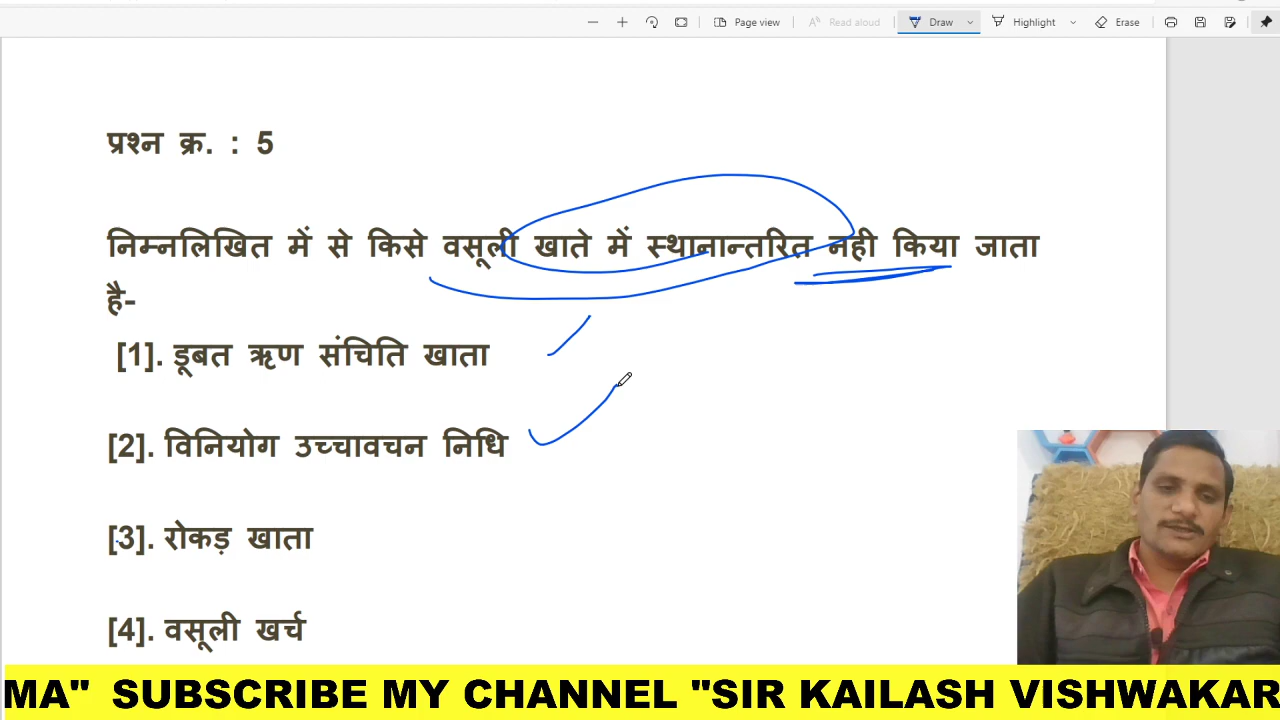 Page view
Read aloud
Draw
Highlight
Erase
प्रश्न क्र. : 5
निम्नलिखित में से किसे वसूली खाते में स्थानान्तरित नही किया जाता
है-
[1]. डूबत ऋण संचिति खाता
[2]. विनियोग उच्चावचन निधि
[3]. रोकड़ खाता
[4]. वसूली खर्च
MA" SUBSCRIBE MY CHANNEL "SIR KAILASH VISHWAKAR